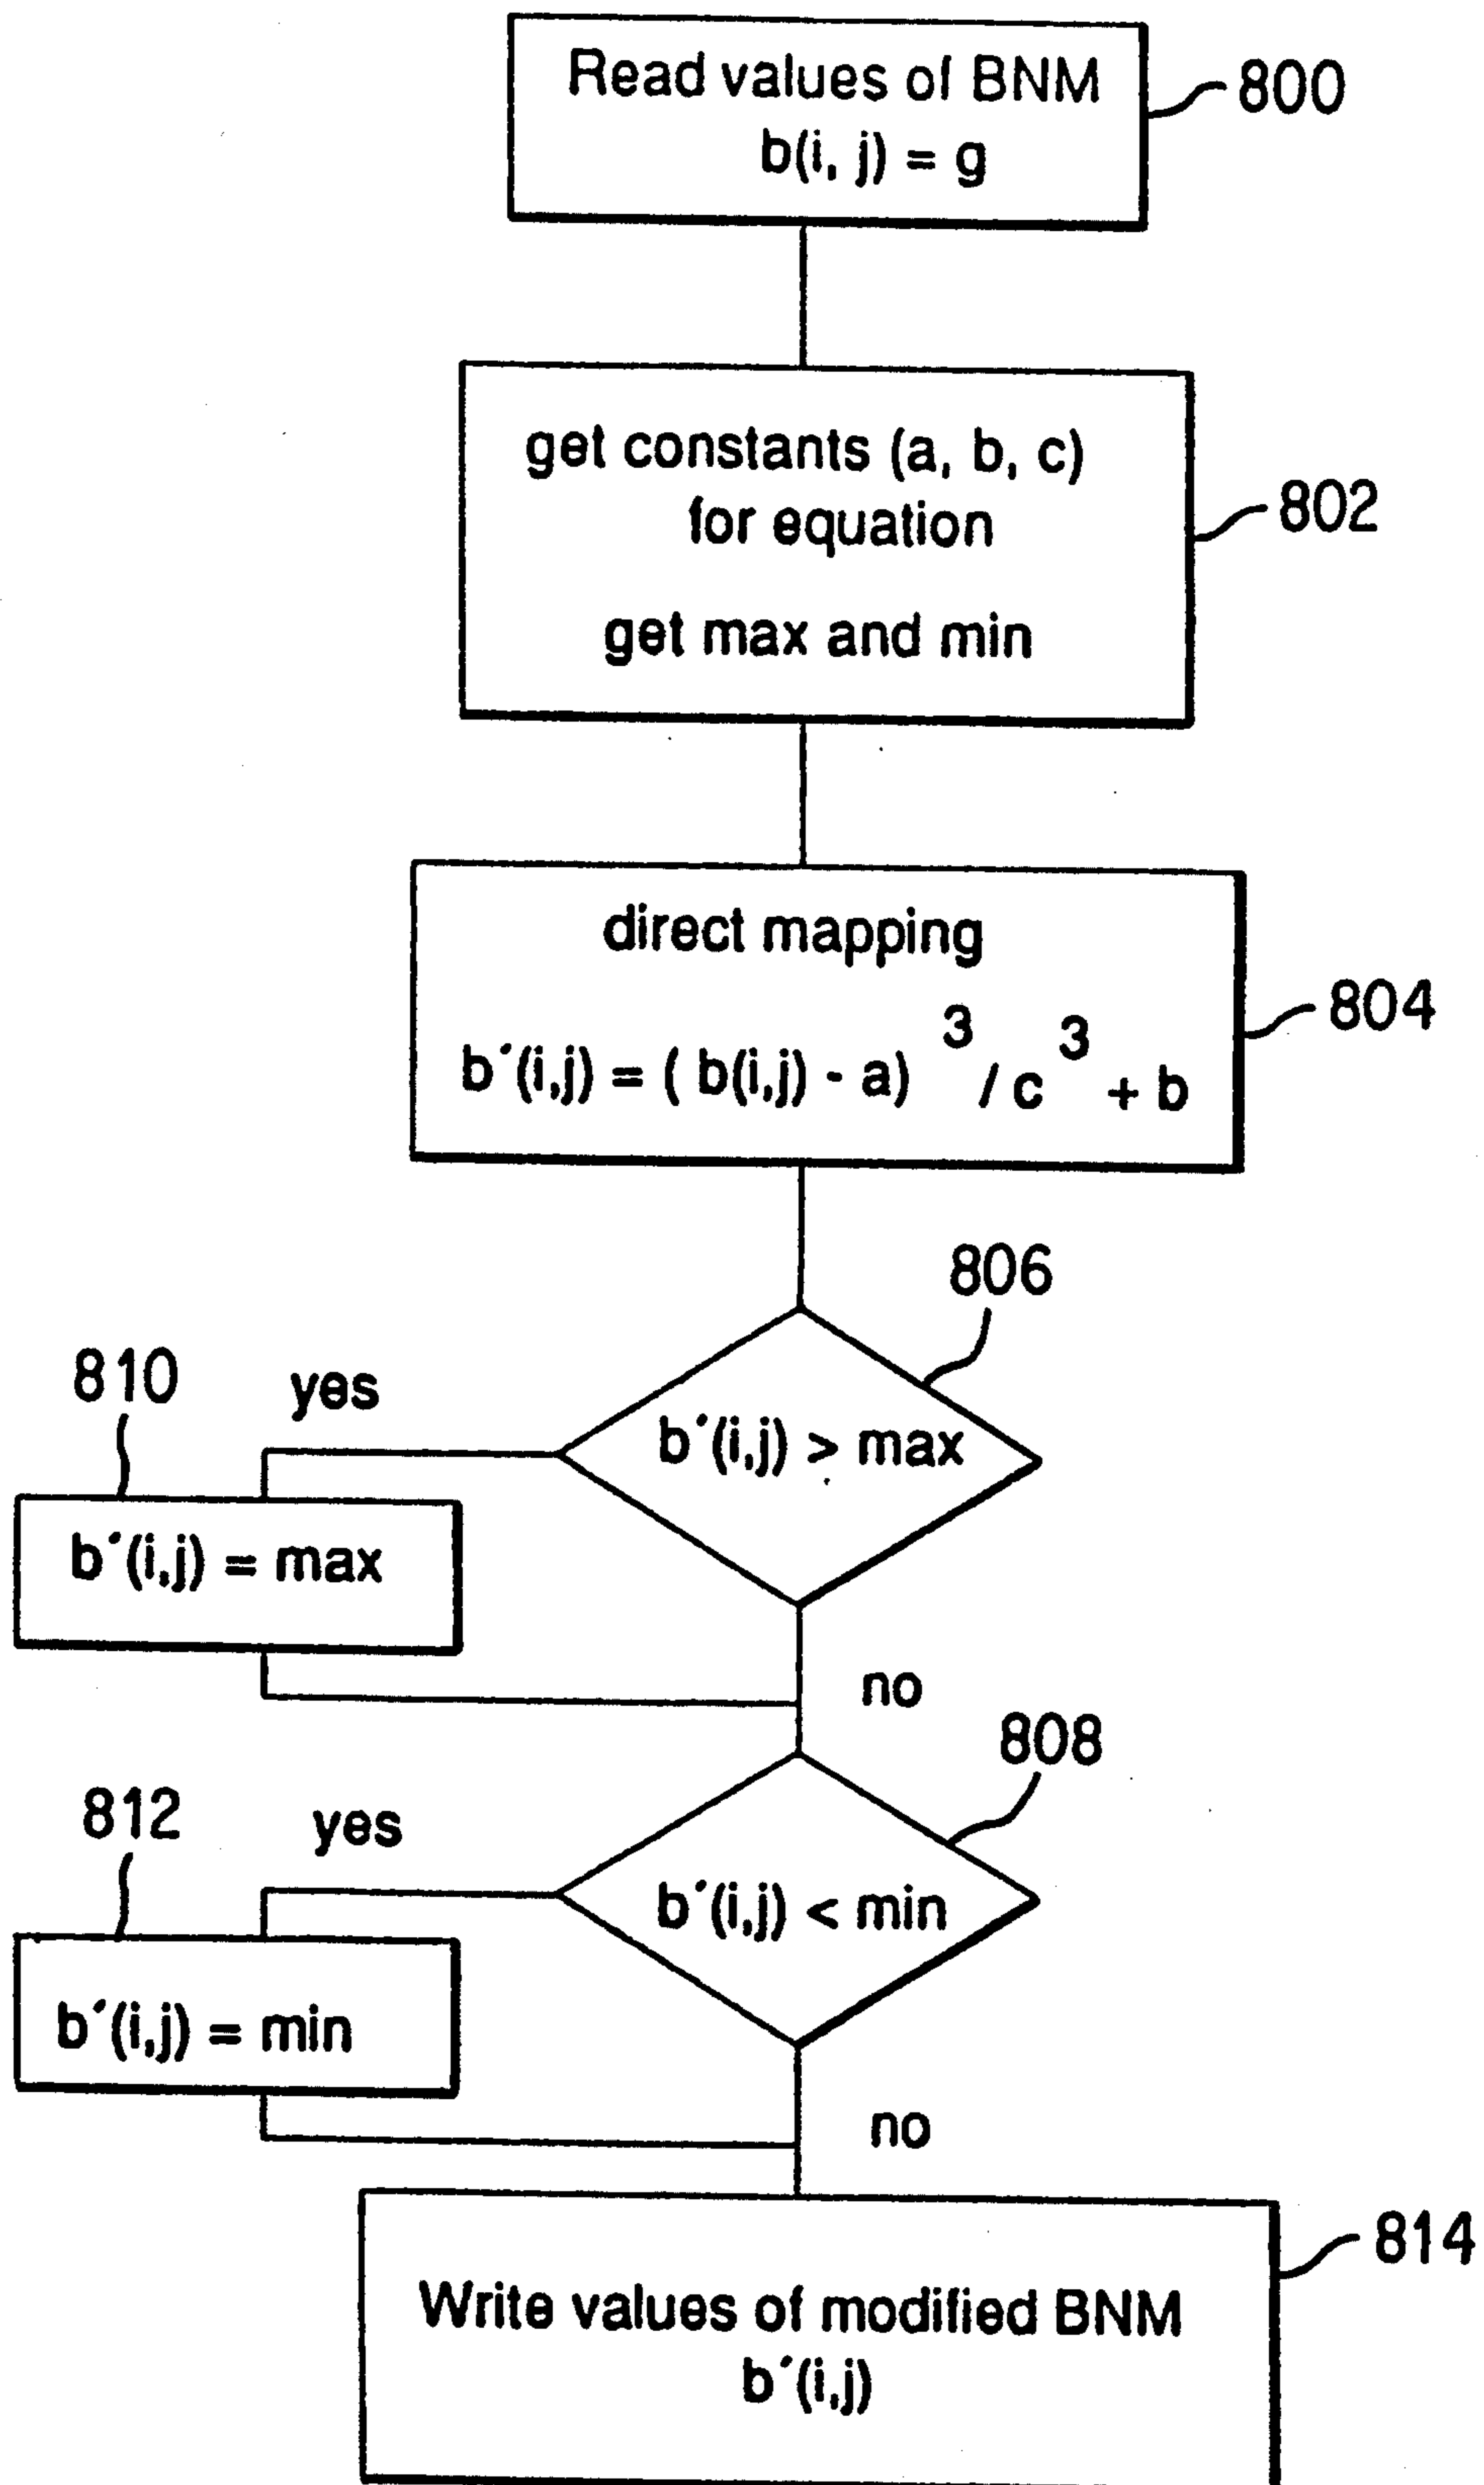 Read values of BNM
b(i, j) = g
800
get constants (a, b, c)
for equation
get max and min
802
direct mapping
b´(i,j) = ( b(i,j) - a) 3 / c 3 + b
804
806
810
yes
b´(i,j) > max
b´(i,j) = max
no
808
812
yes
b´(i,j) < min
b´(i,j) = min
no
814
Write values of modified BNM
b´(i,j)